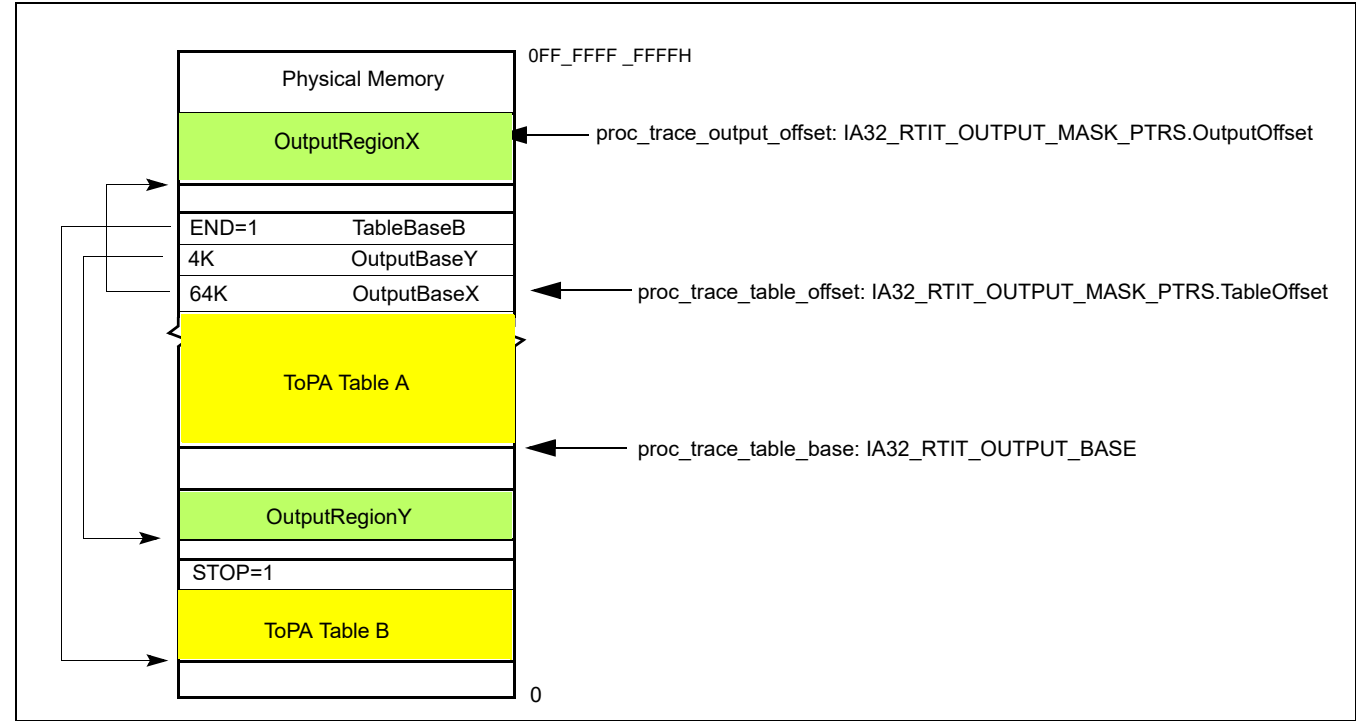 0FF_FFFF _FFFFH
Physical Memory
OutputRegionX
proc_trace_output_offset: IA32_RTIT_OUTPUT_MASK_PTRS.OutputOffset
END=1 TableBaseB
4K OutputBaseY
64K OutputBaseX
proc_trace_table_offset: IA32_RTIT_OUTPUT_MASK_PTRS.TableOffset
ToPA Table A
proc_trace_table_base: IA32_RTIT_OUTPUT_BASE
OutputRegionY
STOP=1
ToPA Table B
0